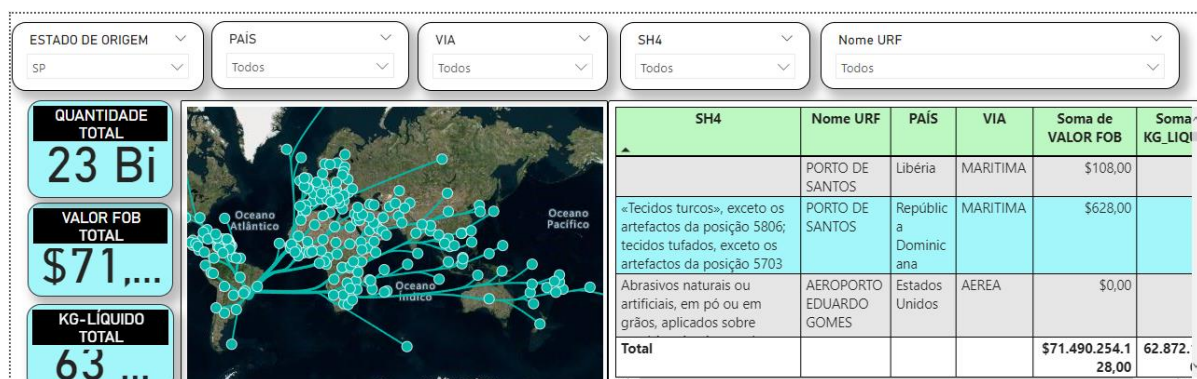 ESTADO DE ORIGEM
SP
PAÍS
Todos
VIA
Todos
SH4
Todos
Nome URF
Todos
QUANTIDADE
TOTAL
23 Bi
VALOR FOB
TOTAL
$71,...
KG-LÍQUIDO
TOTAL
63 ...
Oceano
Atlântico
Oceano
Índico
Oceano
Pacífico
SH4 Nome URF PAÍS VIA Soma de Soma
VALOR FOB KG_LIQU
PORTO DE Libéria MARITIMA $108,00
SANTOS
«Tecidos turcos», exceto os PORTO DE Repúblic MARITIMA $628,00
artefactos da posição 5806; SANTOS a
tecidos tufados, exceto os Dominic
artefactos da posição 5703 ana
Abrasivos naturais ou AEROPORTO Estados AEREA $0,00
artificiais, em pó ou em EDUARDO Unidos
grãos, aplicados sobre GOMES
Total $71.490.254.1 62.872.
28,00